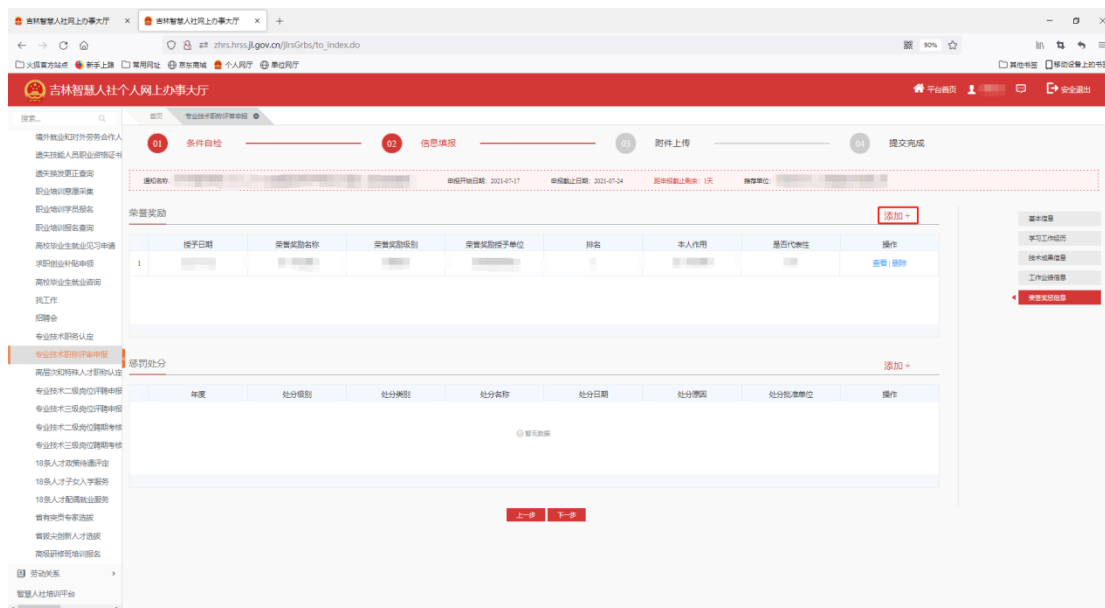 吉林智慧人社网上办事大厅 × 吉林智慧人社网上办事大厅 × +
zhrs.hrss.jl.gov.cn/jlrsGrbs/to_index.do 90%
火狐官方站点 新手上路 常用网址 京东商城 个人网厅 单位网厅 其他书签 移动设备上的书签
吉林智慧人社个人网上办事大厅 平台首页 安全退出
搜索... 首页 专业技术职称评审申报
01 条件自检 02 信息填报 03 附件上传 04 提交完成
通知名称: 申报开始日期: 2021-07-17 申报截止日期: 2021-07-24 距申报截止剩余: 1天 推荐单位:
荣誉奖励 添加 +
授予日期 荣誉奖励名称 荣誉奖励级别 荣誉奖励授予单位 排名 本人作用 是否代表性 操作
1 查看 | 删除
惩罚处分 添加 +
年度 处分级别 处分类别 处分名称 处分日期 处分原因 处分批准单位 操作
暂无数据
上一步 下一步
基本信息
学习工作经历
技术成果信息
工作业绩信息
荣誉奖惩信息
境外就业和对外劳务合作人
遗失技能人员职业资格证书
遗失换发更正查询
职业培训意愿采集
职业培训学员报名
职业培训报名查询
高校毕业生就业见习申请
求职创业补贴申领
高校毕业生就业咨询
找工作
招聘会
专业技术职务认定
专业技术职称评审申报
高层次和特殊人才职称认定
专业技术二级岗位评聘申报
专业技术三级岗位评聘申报
专业技术二级岗位聘期考核
专业技术三级岗位聘期考核
18条人才政策待遇评定
18条人才子女入学服务
18条人才配偶就业服务
省有突贡专家选拔
省拔尖创新人才选拔
高级研修班培训报名
劳动关系 >
智慧人社培训平台